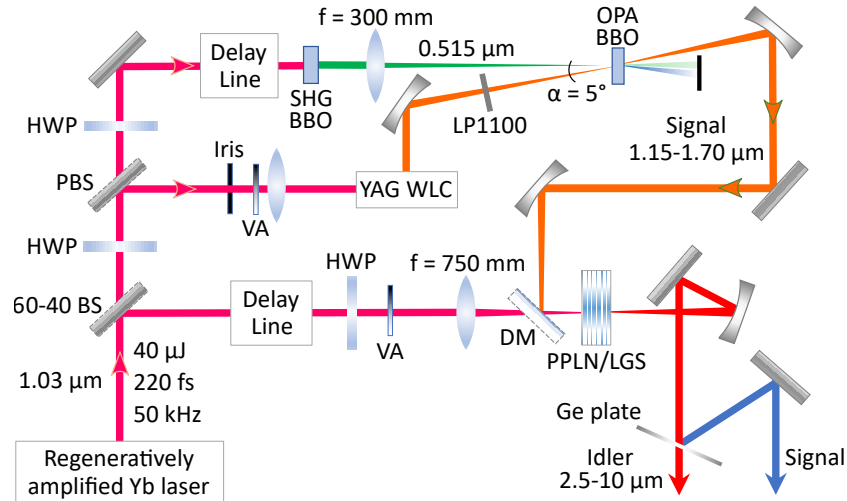 f = 300 mm
OPA
BBO
Delay
Line
0.515 µm
SHG
BBO
α = 5°
LP1100
HWP
Signal
1.15-1.70 µm
Iris
PBS
VA
YAG WLC
HWP
HWP
f = 750 mm
60-40 BS
Delay
Line
VA
DM
PPLN/LGS
1.03 µm
40 µJ
220 fs
50 kHz
Ge plate
Regeneratively
amplified Yb laser
Idler
2.5-10 µm
Signal